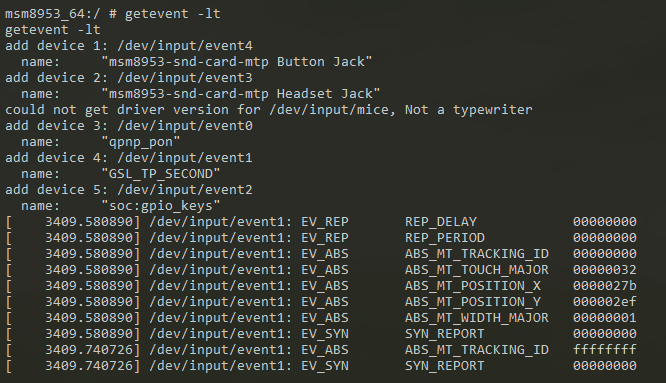 msm8953_64:/ # getevent -lt
getevent -lt
add device 1: /dev/input/event4
  name:     "msm8953-snd-card-mtp Button Jack"
add device 2: /dev/input/event3
  name:     "msm8953-snd-card-mtp Headset Jack"
could not get driver version for /dev/input/mice, Not a typewriter
add device 3: /dev/input/event0
  name:     "qpnp_pon"
add device 4: /dev/input/event1
  name:     "GSL_TP_SECOND"
add device 5: /dev/input/event2
  name:     "soc:gpio_keys"
[    3409.580890] /dev/input/event1: EV_REP       REP_DELAY            00000000
[    3409.580890] /dev/input/event1: EV_REP       REP_PERIOD           00000000
[    3409.580890] /dev/input/event1: EV_ABS       ABS_MT_TRACKING_ID   00000000
[    3409.580890] /dev/input/event1: EV_ABS       ABS_MT_TOUCH_MAJOR   00000032
[    3409.580890] /dev/input/event1: EV_ABS       ABS_MT_POSITION_X    0000027b
[    3409.580890] /dev/input/event1: EV_ABS       ABS_MT_POSITION_Y    000002ef
[    3409.580890] /dev/input/event1: EV_ABS       ABS_MT_WIDTH_MAJOR   00000001
[    3409.580890] /dev/input/event1: EV_SYN       SYN_REPORT           00000000
[    3409.740726] /dev/input/event1: EV_ABS       ABS_MT_TRACKING_ID   ffffffff
[    3409.740726] /dev/input/event1: EV_SYN       SYN_REPORT           00000000